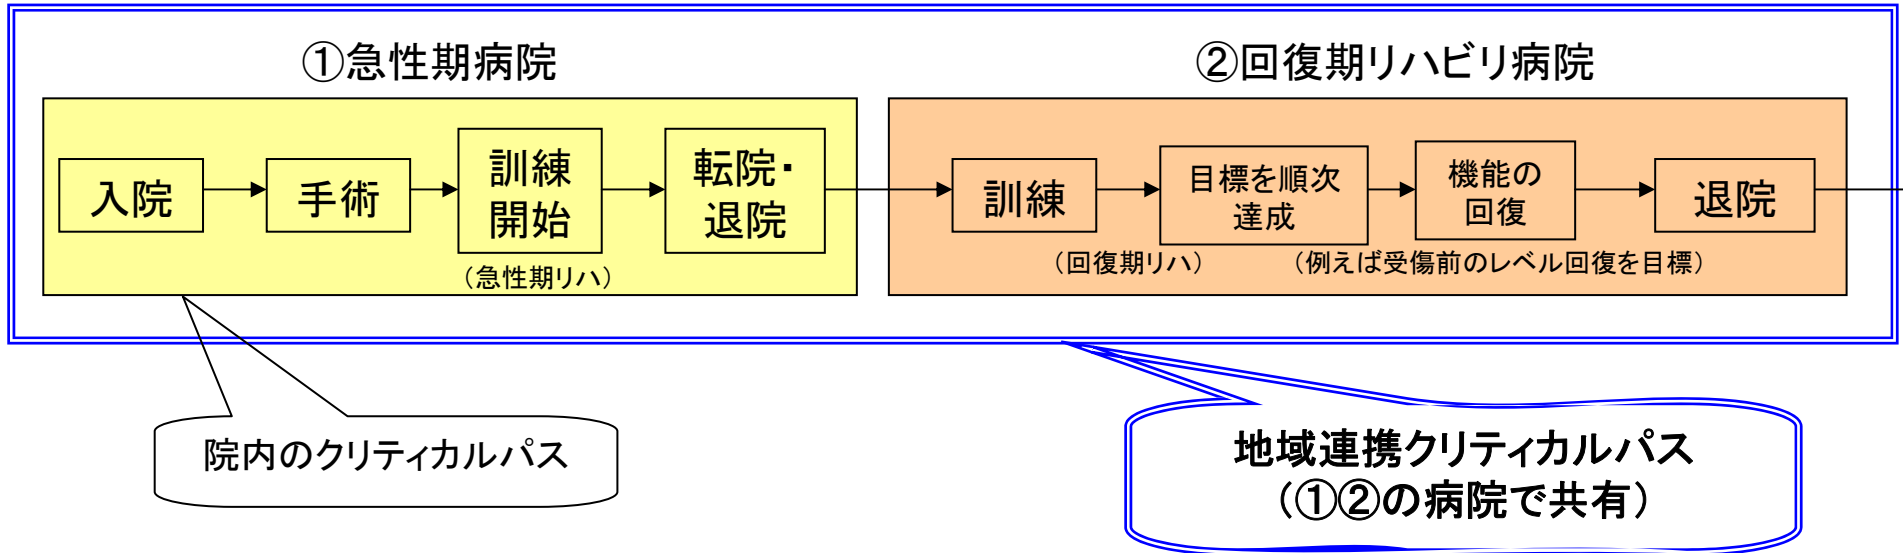 ①急性期病院
②回復期リハビリ病院
入院
手術
訓練
開始
(急性期リハ)
転院・
退院
訓練
(回復期リハ)
目標を順次
達成
機能の
回復
(例えば受傷前のレベル回復を目標)
退院
院内のクリティカルパス
地域連携クリティカルパス
(①②の病院で共有)